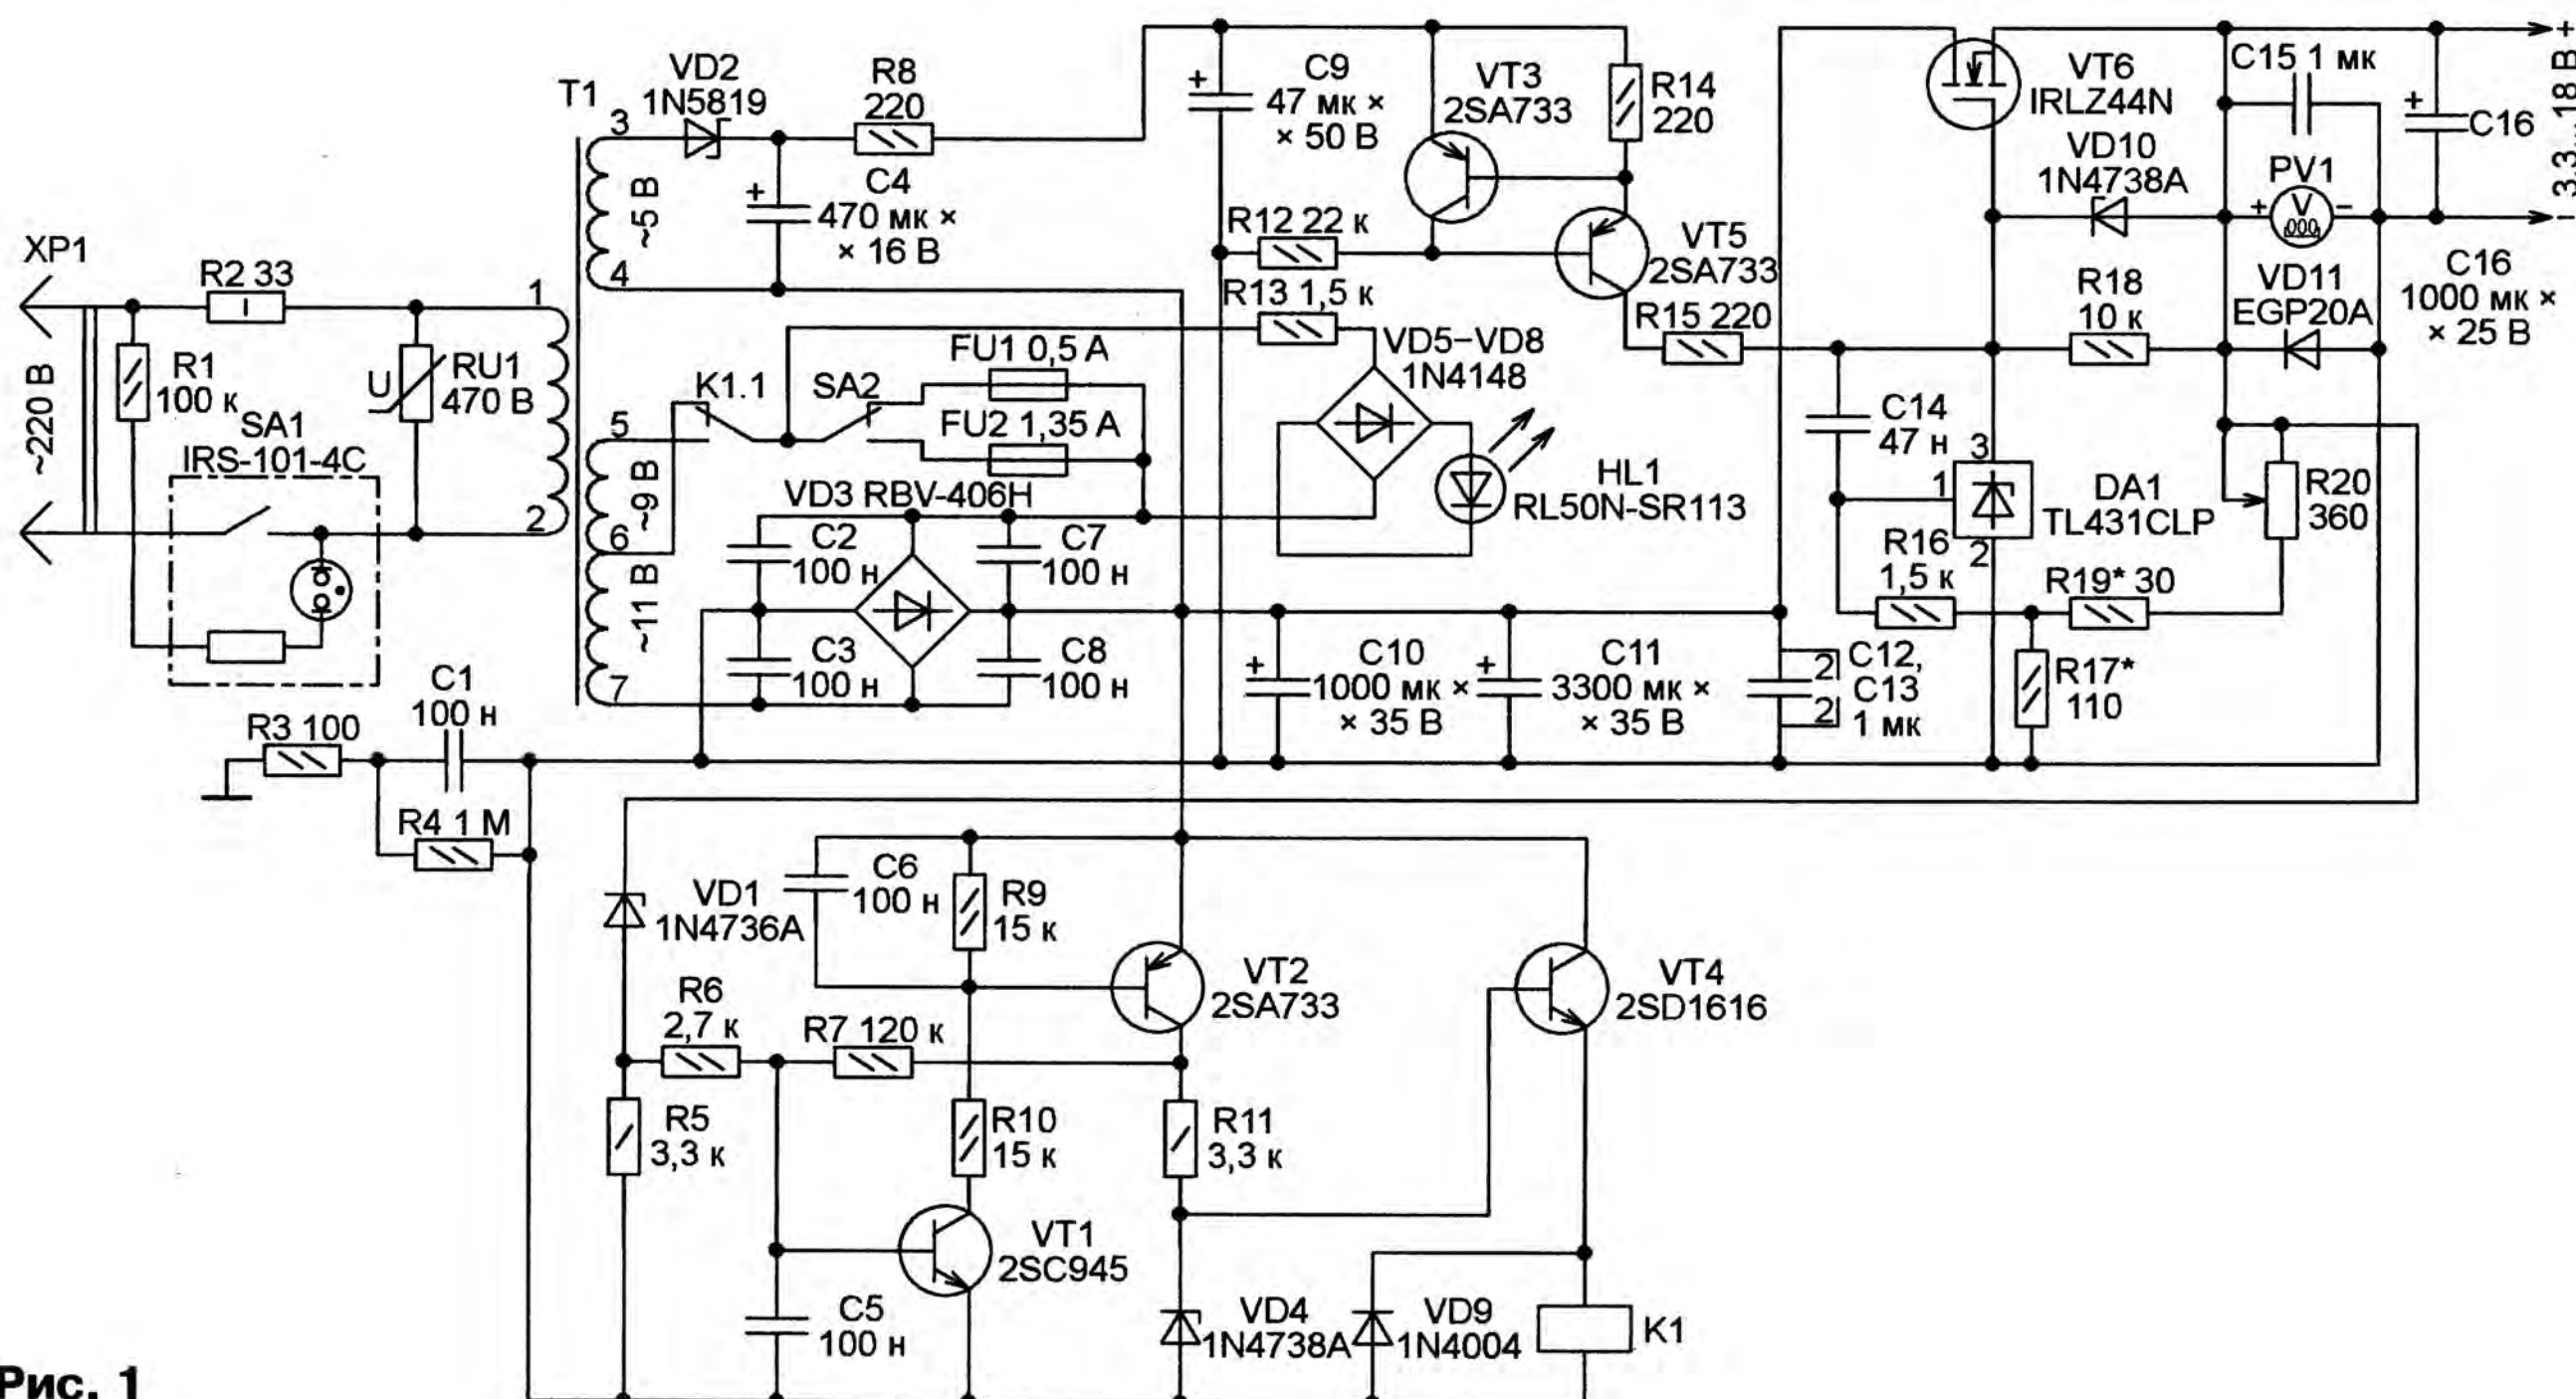 XP1
~220 В
R1
100 к
R2 33
SA1
IRS-101-4C
U
RU1
470 В
1
2
T1
3
~5 В
4
5
~9 В
6
~11 В
7
VD2
1N5819
R8
220
C4
470 мк ×
× 16 В
+
K1.1
SA2
FU1 0,5 А
FU2 1,35 А
VD3 RBV-406H
C2
100 н
C7
100 н
C3
100 н
C8
100 н
+
C9
47 мк ×
× 50 В
VT3
2SA733
R14
220
R12 22 к
R13 1,5 к
VT5
2SA733
R15 220
VD5–VD8
1N4148
HL1
RL50N-SR113
+
C10
1000 мк ×
× 35 В
+
C11
3300 мк ×
× 35 В
2
2
C12,
C13
1 мк
VT6
IRLZ44N
VD10
1N4738A
R18
10 к
C14
47 н
3
1
2
DA1
TL431CLP
R16
1,5 к
R19* 30
R17*
110
R20
360
C15 1 мк
PV1
+
V
000
–
VD11
EGP20A
+
C16
C16
1000 мк ×
× 25 В
+
3,3...18 В
–
R3 100
C1
100 н
R4 1 М
VD1
1N4736A
C6
100 н
R9
15 к
R6
2,7 к
R7 120 к
R5
3,3 к
R10
15 к
VT1
2SC945
C5
100 н
VT2
2SA733
R11
3,3 к
VD4
1N4738A
VD9
1N4004
VT4
2SD1616
K1
Рис. 1